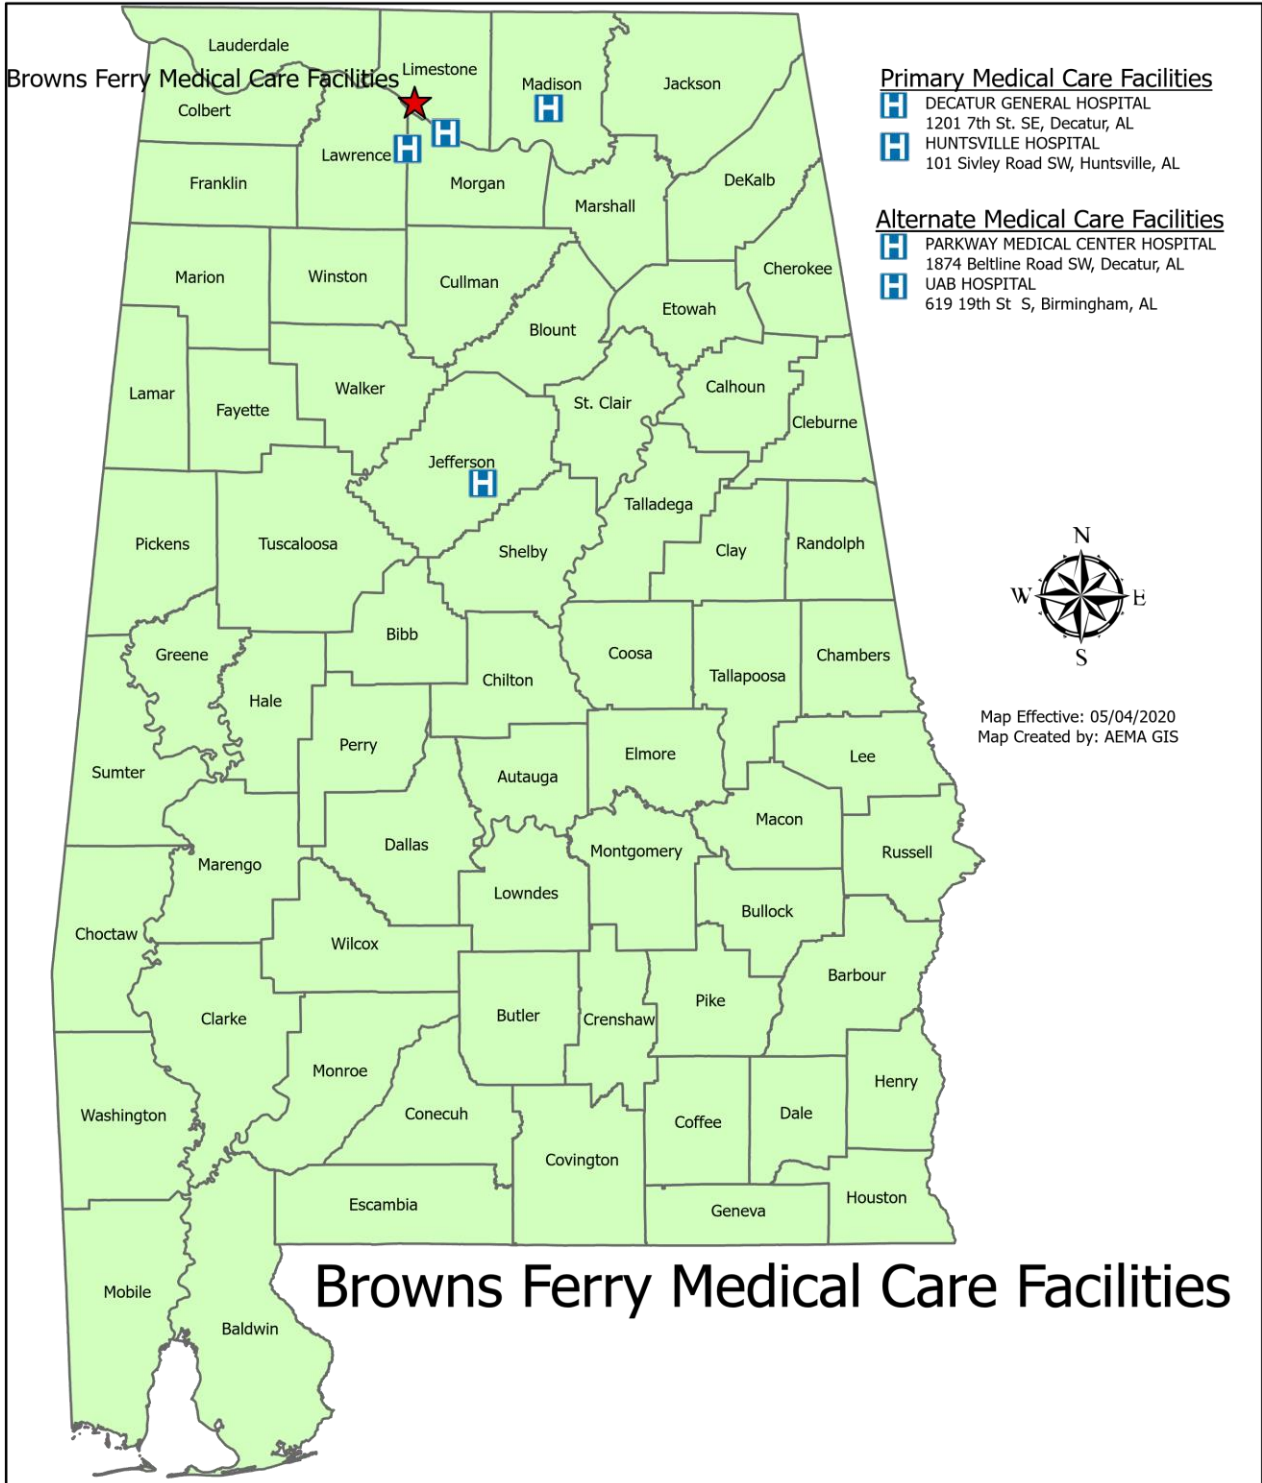 Lauderdale
Limestone
Browns Ferry Medical Care Facilities
Madison
Jackson
Colbert
Lawrence
Franklin
Morgan
DeKalb
Marshall
Primary Medical Care Facilities
H DECATUR GENERAL HOSPITAL
1201 7th St. SE, Decatur, AL
H HUNTSVILLE HOSPITAL
101 Sivley Road SW, Huntsville, AL
Alternate Medical Care Facilities
H PARKWAY MEDICAL CENTER HOSPITAL
1874 Beltline Road SW, Decatur, AL
H UAB HOSPITAL
619 19th St S, Birmingham, AL
H
H
H
Marion
Winston
Cullman
Cherokee
Etowah
Blount
Lamar
Fayette
Walker
St. Clair
Calhoun
Cleburne
Jefferson
H
Talladega
Pickens
Tuscaloosa
Shelby
Clay
Randolph
N
W
E
S
Greene
Bibb
Hale
Chilton
Coosa
Tallapoosa
Chambers
Map Effective: 05/04/2020
Map Created by: AEMA GIS
Sumter
Perry
Autauga
Elmore
Lee
Macon
Marengo
Dallas
Montgomery
Russell
Lowndes
Bullock
Choctaw
Wilcox
Barbour
Clarke
Butler
Crenshaw
Pike
Monroe
Henry
Washington
Conecuh
Coffee
Dale
Covington
Escambia
Geneva
Houston
Mobile
Baldwin
Browns Ferry Medical Care Facilities